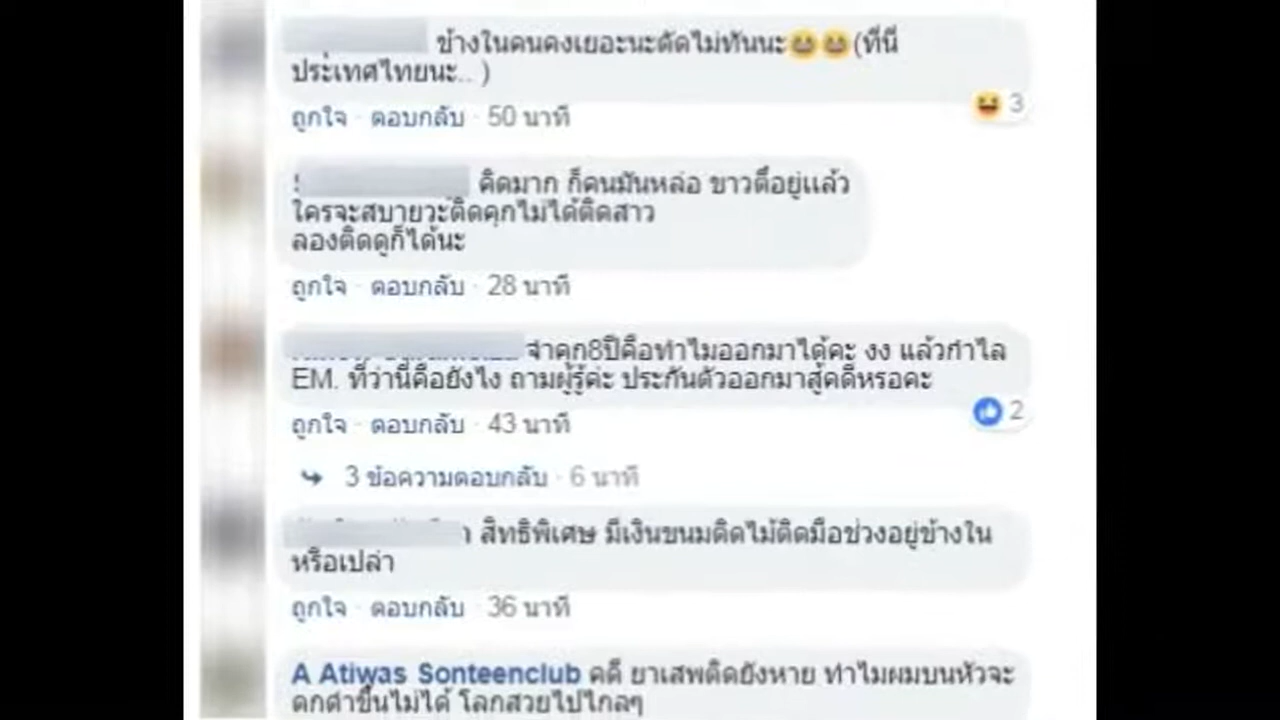 ข้างในคนคงเยอะนะตัดไม่ทันนะ😆😆(ที่นี่
ประเทศไทยนะ.. )
ถูกใจ · ตอบกลับ · 50 นาที
3
คิดมาก ก็คนมันหล่อ ขาวตี๋อยู่แล้ว
ใครจะสบายวะติดคุกไม่ได้ติดสาว
ลองติดดูก็ได้นะ
ถูกใจ · ตอบกลับ · 28 นาที
จำคุก8ปีคือทำไมออกมาได้คะ งง แล้วกำไล
EM. ที่ว่านี่คือยังไง ถามผู้รู้ค่ะ ประกันตัวออกมาสู้คดีหรอคะ
2
ถูกใจ · ตอบกลับ · 43 นาที
3 ข้อความตอบกลับ · 6 นาที
สิทธิพิเศษ มีเงินขนมติดไม้ติดมือช่วงอยู่ข้างใน
หรือเปล่า
ถูกใจ · ตอบกลับ · 36 นาที
A Atiwas Sonteenclub คดี ยาเสพติดยังหาย ทำไมผมบนหัวจะ
ดกดำขึ้นไม่ได้ โลกสวยไปไกลๆ